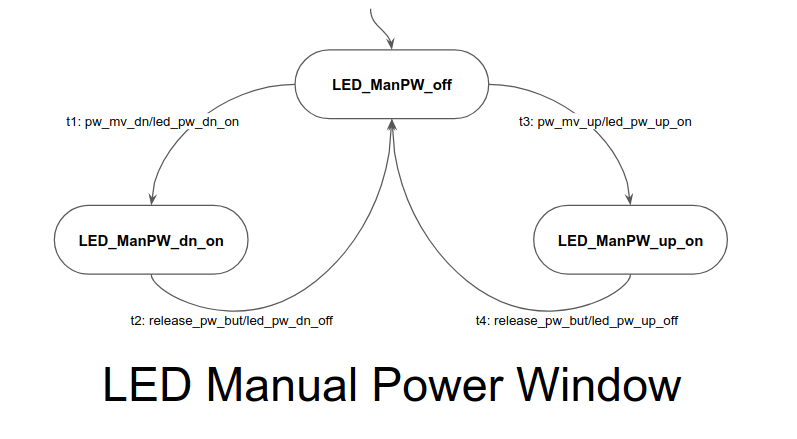 LED_ManPW_off
t1: pw_mv_dn/led_pw_dn_on
t3: pw_mv_up/led_pw_up_on
LED_ManPW_dn_on
LED_ManPW_up_on
t2: release_pw_but/led_pw_dn_off
t4: release_pw_but/led_pw_up_off
LED Manual Power Window